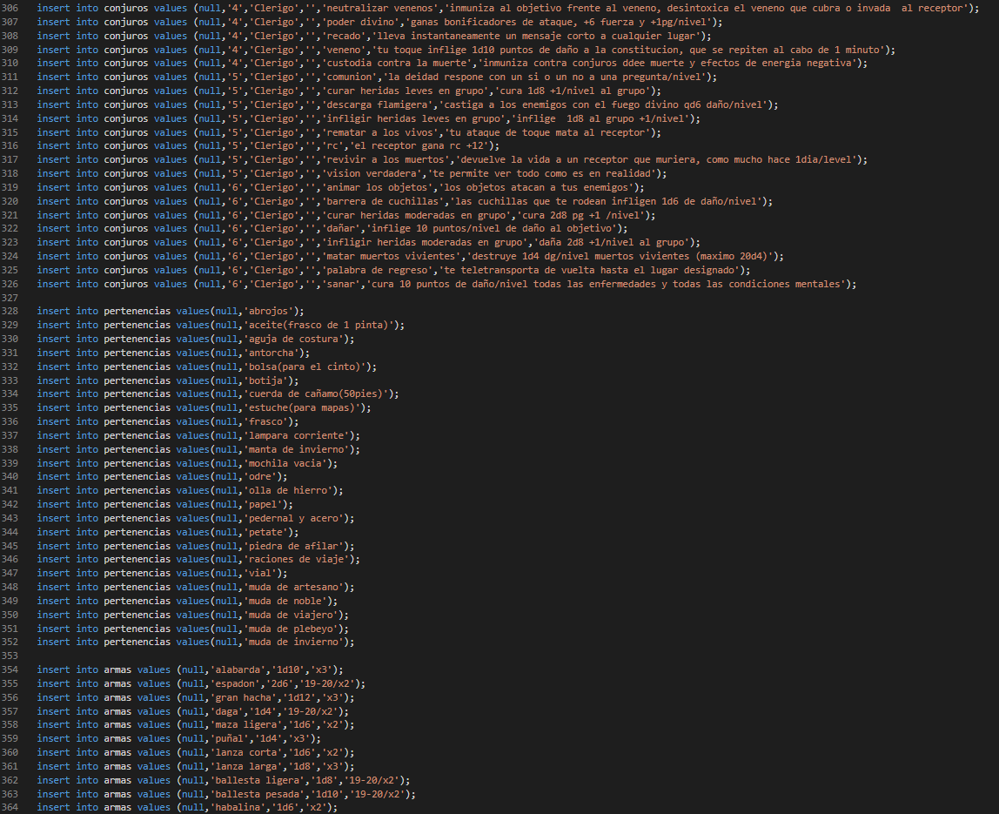 306 insert into conjuros values (null,'4','Clerigo','','neutralizar venenos','inmuniza al objetivo frente al veneno, desintoxica el veneno que cubra o invada  al receptor');
307 insert into conjuros values (null,'4','Clerigo','','poder divino','ganas bonificadores de ataque, +6 fuerza y +1pg/nivel');
308 insert into conjuros values (null,'4','Clerigo','','recado','lleva instantaneamente un mensaje corto a cualquier lugar');
309 insert into conjuros values (null,'4','Clerigo','','veneno','tu toque inflige 1d10 puntos de daño a la constitucion, que se repiten al cabo de 1 minuto');
310 insert into conjuros values (null,'4','Clerigo','','custodia contra la muerte','inmuniza contra conjuros ddee muerte y efectos de energia negativa');
311 insert into conjuros values (null,'5','Clerigo','','comunion','la deidad respone con un si o un no a una pregunta/nivel');
312 insert into conjuros values (null,'5','Clerigo','','curar heridas leves en grupo','cura 1d8 +1/nivel al grupo');
313 insert into conjuros values (null,'5','Clerigo','','descarga flamigera','castiga a los enemigos con el fuego divino qd6 daño/nivel');
314 insert into conjuros values (null,'5','Clerigo','','infligir heridas leves en grupo','inflige  1d8 al grupo +1/nivel');
315 insert into conjuros values (null,'5','Clerigo','','rematar a los vivos','tu ataque de toque mata al receptor');
316 insert into conjuros values (null,'5','Clerigo','','rc','el receptor gana rc +12');
317 insert into conjuros values (null,'5','Clerigo','','revivir a los muertos','devuelve la vida a un receptor que muriera, como mucho hace 1dia/level');
318 insert into conjuros values (null,'5','Clerigo','','vision verdadera','te permite ver todo como es en realidad');
319 insert into conjuros values (null,'6','Clerigo','','animar los objetos','los objetos atacan a tus enemigos');
320 insert into conjuros values (null,'6','Clerigo','','barrera de cuchillas','las cuchillas que te rodean infligen 1d6 de daño/nivel');
321 insert into conjuros values (null,'6','Clerigo','','curar heridas moderadas en grupo','cura 2d8 pg +1 /nivel');
322 insert into conjuros values (null,'6','Clerigo','','dañar','inflige 10 puntos/nivel de daño al objetivo');
323 insert into conjuros values (null,'6','Clerigo','','infligir heridas moderadas en grupo','daña 2d8 +1/nivel al grupo');
324 insert into conjuros values (null,'6','Clerigo','','matar muertos vivientes','destruye 1d4 dg/nivel muertos vivientes (maximo 20d4)');
325 insert into conjuros values (null,'6','Clerigo','','palabra de regreso','te teletransporta de vuelta hasta el lugar designado');
326 insert into conjuros values (null,'6','Clerigo','','sanar','cura 10 puntos de daño/nivel todas las enfermedades y todas las condiciones mentales');
327
328 insert into pertenencias values(null,'abrojos');
329 insert into pertenencias values(null,'aceite(frasco de 1 pinta)');
330 insert into pertenencias values(null,'aguja de costura');
331 insert into pertenencias values(null,'antorcha');
332 insert into pertenencias values(null,'bolsa(para el cinto)');
333 insert into pertenencias values(null,'botija');
334 insert into pertenencias values(null,'cuerda de cañamo(50pies)');
335 insert into pertenencias values(null,'estuche(para mapas)');
336 insert into pertenencias values(null,'frasco');
337 insert into pertenencias values(null,'lampara corriente');
338 insert into pertenencias values(null,'manta de invierno');
339 insert into pertenencias values(null,'mochila vacia');
340 insert into pertenencias values(null,'odre');
341 insert into pertenencias values(null,'olla de hierro');
342 insert into pertenencias values(null,'papel');
343 insert into pertenencias values(null,'pedernal y acero');
344 insert into pertenencias values(null,'petate');
345 insert into pertenencias values(null,'piedra de afilar');
346 insert into pertenencias values(null,'raciones de viaje');
347 insert into pertenencias values(null,'vial');
348 insert into pertenencias values(null,'muda de artesano');
349 insert into pertenencias values(null,'muda de noble');
350 insert into pertenencias values(null,'muda de viajero');
351 insert into pertenencias values(null,'muda de plebeyo');
352 insert into pertenencias values(null,'muda de invierno');
353
354 insert into armas values (null,'alabarda','1d10','x3');
355 insert into armas values (null,'espadon','2d6','19-20/x2');
356 insert into armas values (null,'gran hacha','1d12','x3');
357 insert into armas values (null,'daga','1d4','19-20/x2');
358 insert into armas values (null,'maza ligera','1d6','x2');
359 insert into armas values (null,'puñal','1d4','x3');
360 insert into armas values (null,'lanza corta','1d6','x2');
361 insert into armas values (null,'lanza larga','1d8','x3');
362 insert into armas values (null,'ballesta ligera','1d8','19-20/x2');
363 insert into armas values (null,'ballesta pesada','1d10','19-20/x2');
364 insert into armas values (null,'habalina','1d6','x2');